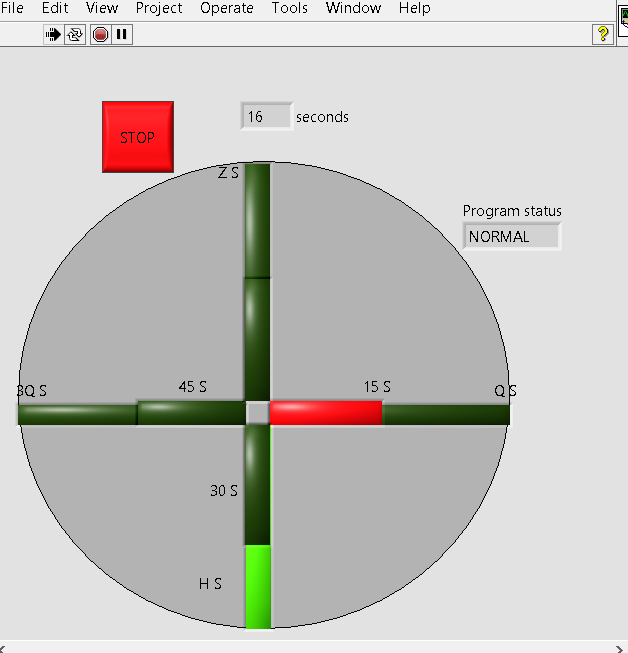 File Edit View Project Operate Tools Window Help
?
STOP
16 seconds
Z S
Program status
NORMAL
3Q S
45 S
15 S
Q S
30 S
H S